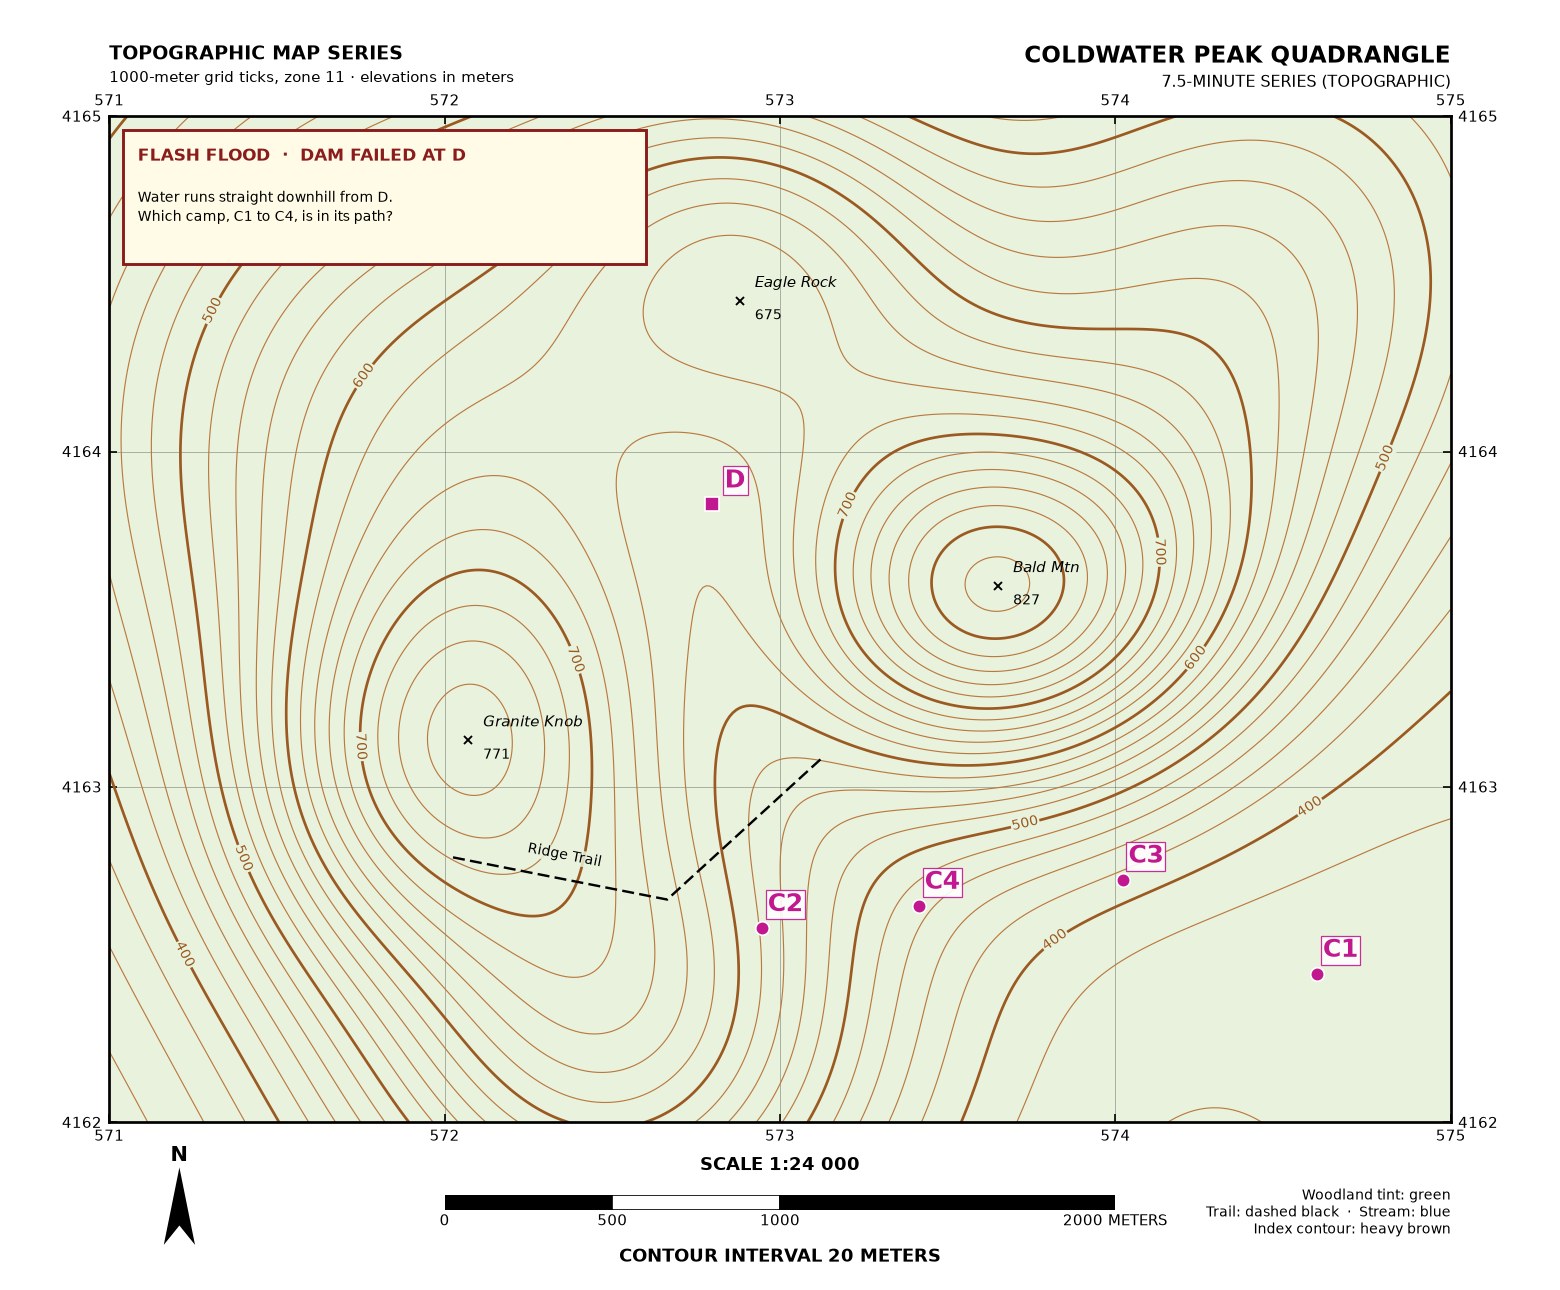 TOPOGRAPHIC MAP SERIES
1000-meter grid ticks, zone 11 · elevations in meters
COLDWATER PEAK QUADRANGLE
7.5-MINUTE SERIES (TOPOGRAPHIC)
571 572 573 574 575
4165 4165
FLASH FLOOD · DAM FAILED AT D
Water runs straight downhill from D.
Which camp, C1 to C4, is in its path?
Eagle Rock
675
500
600
4164 4164
500
D
700
700
Bald Mtn
827
700
600
Granite Knob
771
700
4163 4163
400
500
500
Ridge Trail
C3
C4
C2
400
400
C1
4162 4162
571 572 573 574 575
N
SCALE 1:24 000
0 500 1000 2000 METERS
CONTOUR INTERVAL 20 METERS
Woodland tint: green
Trail: dashed black · Stream: blue
Index contour: heavy brown